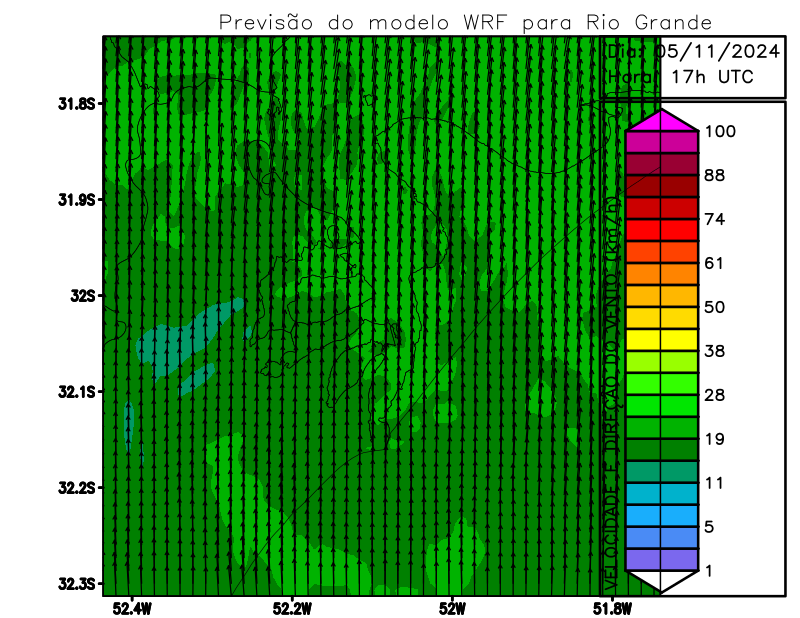 Previsão do modelo WRF para Rio Grande
Dia: 05/11/2024
Hora: 17h UTC
VELOCIDADE E DIREÇÃO DO VENTO (km/h)
100
88
74
61
50
38
28
19
11
5
1
31.8S
31.9S
32S
32.1S
32.2S
32.3S
52.4W
52.2W
52W
51.8W